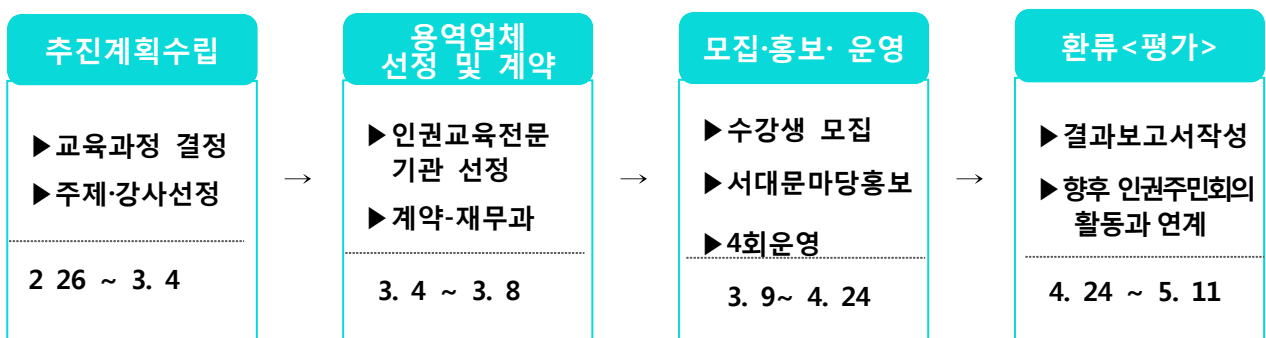 추진계획수립
▶교육과정 결정
▶주제·강사선정
2 26 ~ 3. 4
→
용역업체
선정 및 계약
▶인권교육전문
기관 선정
▶계약-재무과
3. 4 ~ 3. 8
→
모집·홍보· 운영
▶수강생 모집
▶서대문마당홍보
▶4회운영
3. 9~ 4. 24
→
환류<평가>
▶결과보고서작성
▶향후 인권주민회의
활동과 연계
4. 24 ~ 5. 11